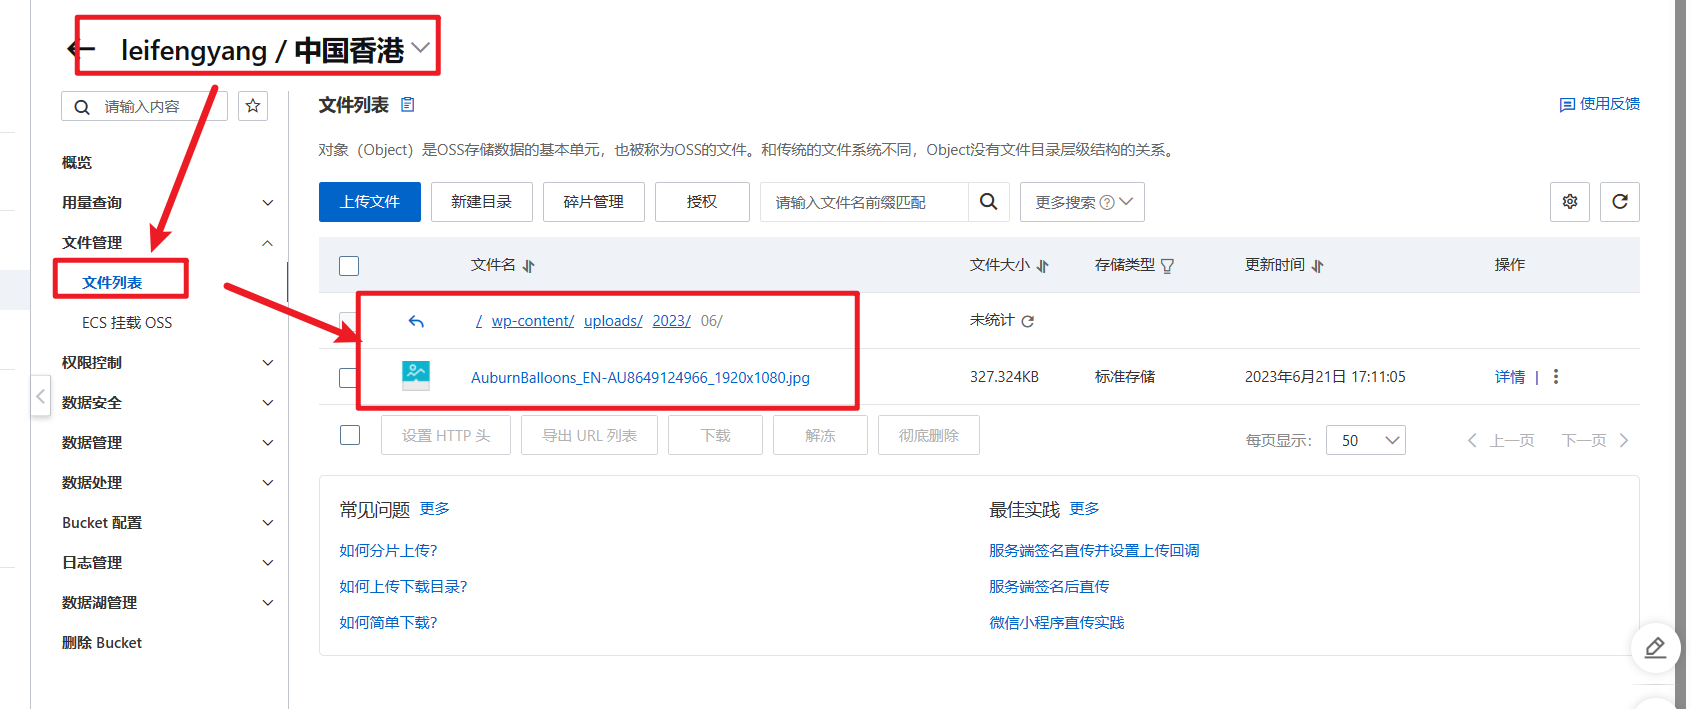 leifengyang / 中国香港
请输入内容
概览
用量查询
文件管理
文件列表
ECS 挂载 OSS
权限控制
数据安全
数据管理
数据处理
Bucket 配置
日志管理
数据湖管理
删除 Bucket
文件列表
使用反馈
对象（Object）是OSS存储数据的基本单元，也被称为OSS的文件。和传统的文件系统不同，Object没有文件目录层级结构的关系。
上传文件 新建目录 碎片管理 授权 请输入文件名前缀匹配 更多搜索
文件名 文件大小 存储类型 更新时间 操作
/ wp-content/ uploads/ 2023/ 06/ 未统计
AuburnBalloons_EN-AU8649124966_1920x1080.jpg 327.324KB 标准存储 2023年6月21日 17:11:05 详情 |
设置 HTTP 头 导出 URL 列表 下载 解冻 彻底删除 每页显示： 50 上一页 下一页
常见问题 更多
如何分片上传?
如何上传下载目录?
如何简单下载?
最佳实践 更多
服务端签名直传并设置上传回调
服务端签名后直传
微信小程序直传实践